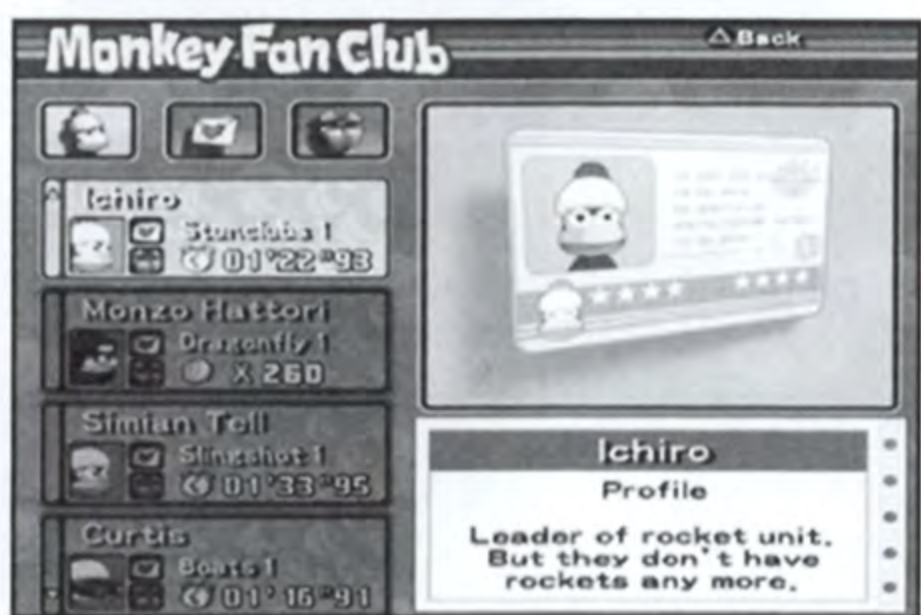 Monkey Fan Club
△ Back
Ichiro
Stunclubs 1
01'22"93
Monzo Hattori
Dragonfly 1
X 260
Simian Tell
Slingshot 1
01'33"95
Curtis
Boats 1
01'16"91
Ichiro
Profile
Leader of rocket unit.
But they don't have
rockets any more.